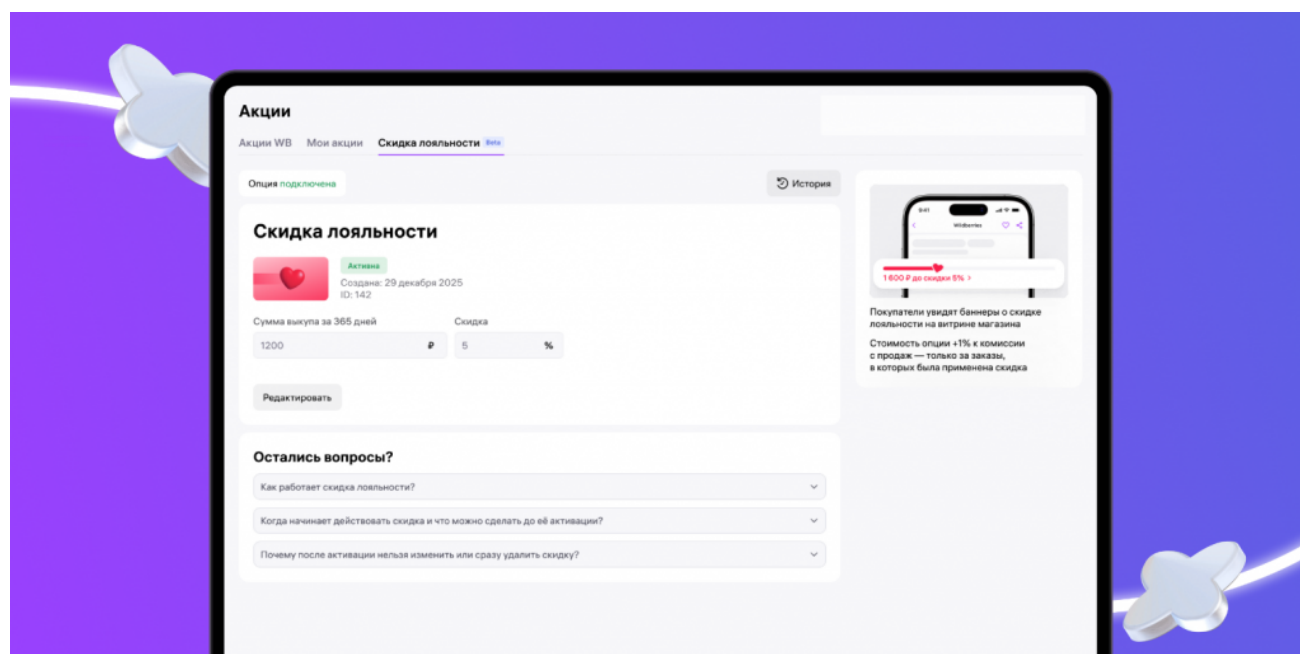 Акции
Акции WB Мои акции Скидка лояльности Beta
Опция подключена
История
Скидка лояльности
Активна
Создана: 29 декабря 2025
ID: 142
Сумма выкупа за 365 дней Скидка
1200 ₽ 5 %
Редактировать
9:41
Wildberries
1 600 ₽ до скидки 5% >
Покупатели увидят баннеры о скидке
лояльности на витрине магазина
Стоимость опции +1% к комиссии
с продаж — только за заказы,
в которых была применена скидка
Остались вопросы?
Как работает скидка лояльности?
Когда начинает действовать скидка и что можно сделать до её активации?
Почему после активации нельзя изменить или сразу удалить скидку?